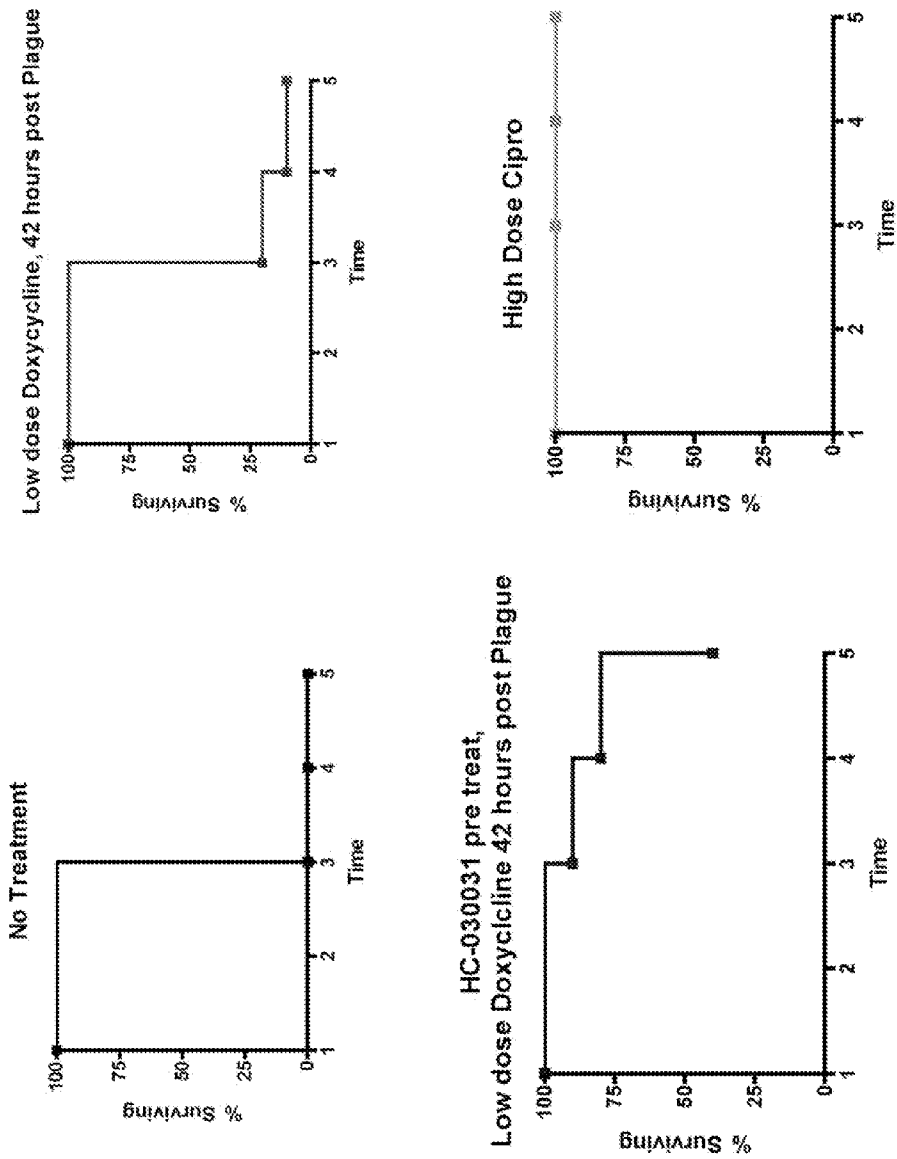 No Treatment
% Surviving
100
75
50
25
0
1 2 3 4 5
Time
Low dose Doxycycline, 42 hours post Plague
% Surviving
100
75
50
25
0
1 2 3 4 5
Time
HC-030031 pre treat,
Low dose Doxycicline 42 hours post Plague
% Surviving
100
75
50
25
0
1 2 3 4 5
Time
High Dose Cipro
% Surviving
100
75
50
25
0
1 2 3 4 5
Time